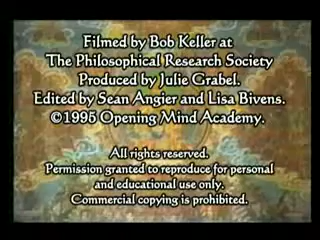 Filmed by Bob Keller at
The Philosophical Research Society
Produced by Julie Grabel.
Edited by Sean Angier and Lisa Bivens.
©1995 Opening Mind Academy.
All rights reserved.
Permission granted to reproduce for personal
and educational use only.
Commercial copying is prohibited.